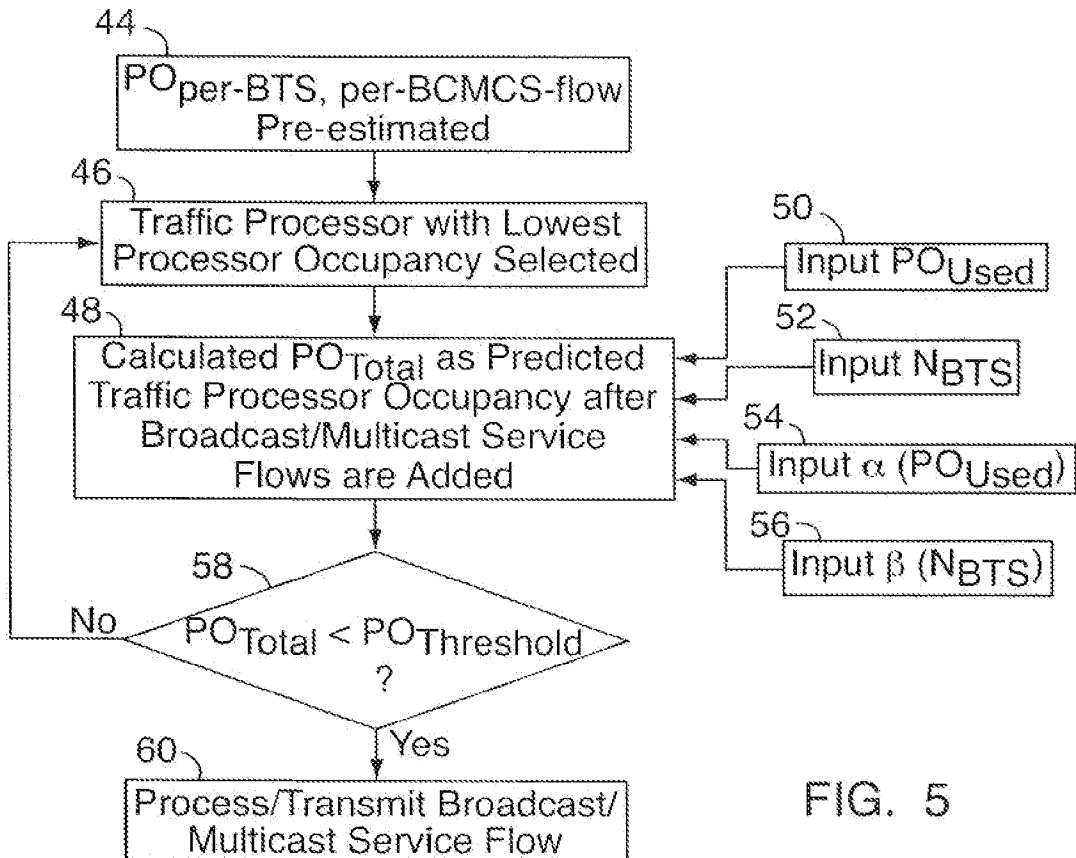 44
PO per-BTS, per-BCMCS-flow
Pre-estimated
46
Traffic Processor with Lowest
Processor Occupancy Selected
48
Calculated PO Total as Predicted
Traffic Processor Occupancy after
Broadcast/Multicast Service
Flows are Added
50
Input PO Used
52
Input N BTS
54
Input α (PO Used)
56
Input β (N BTS)
58
No
PO Total < PO Threshold
?
Yes
60
Process/Transmit Broadcast/
Multicast Service Flow
FIG. 5